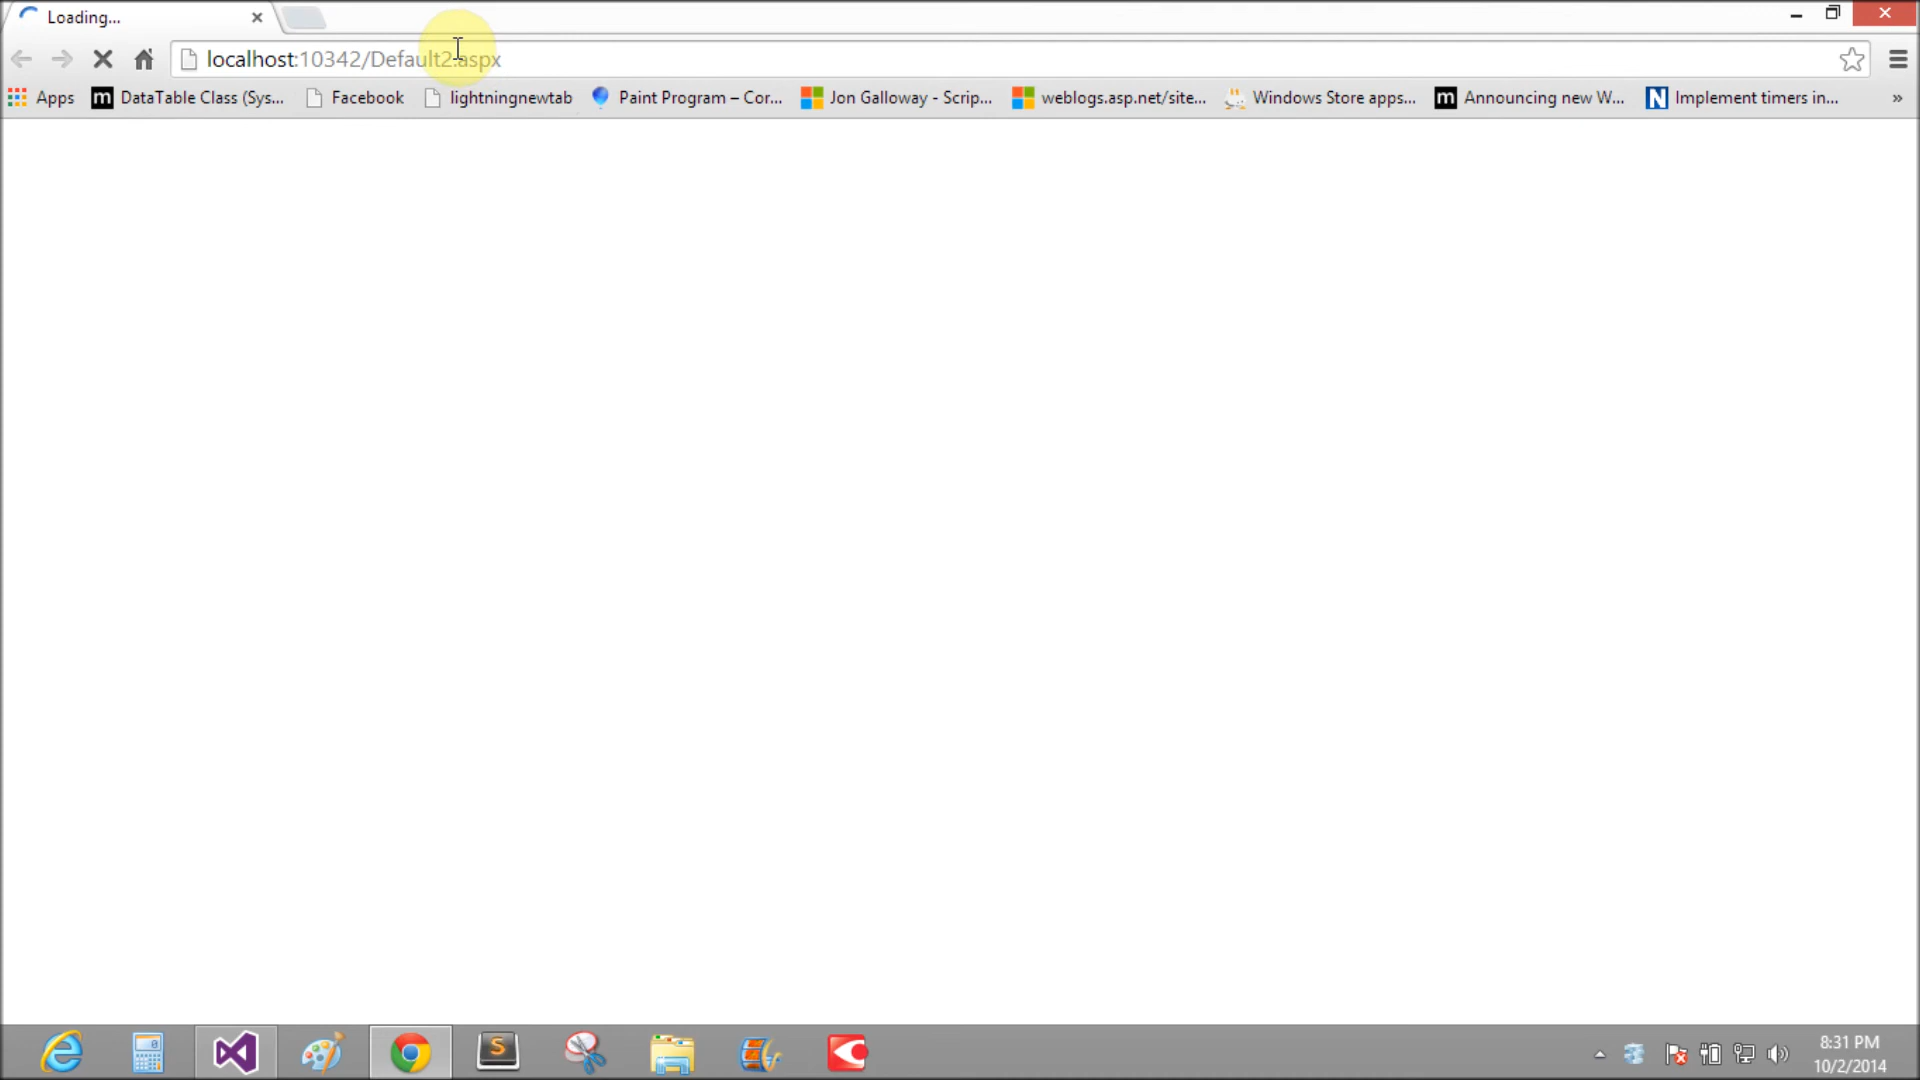 Loading...
localhost:10342/Default2.aspx
Apps
DataTable Class (Sys...
Facebook
lightningnewtab
Paint Program – Cor...
Jon Galloway - Scrip...
weblogs.asp.net/site...
Windows Store apps...
Announcing new W...
Implement timers in...
»
8:31 PM
10/2/2014